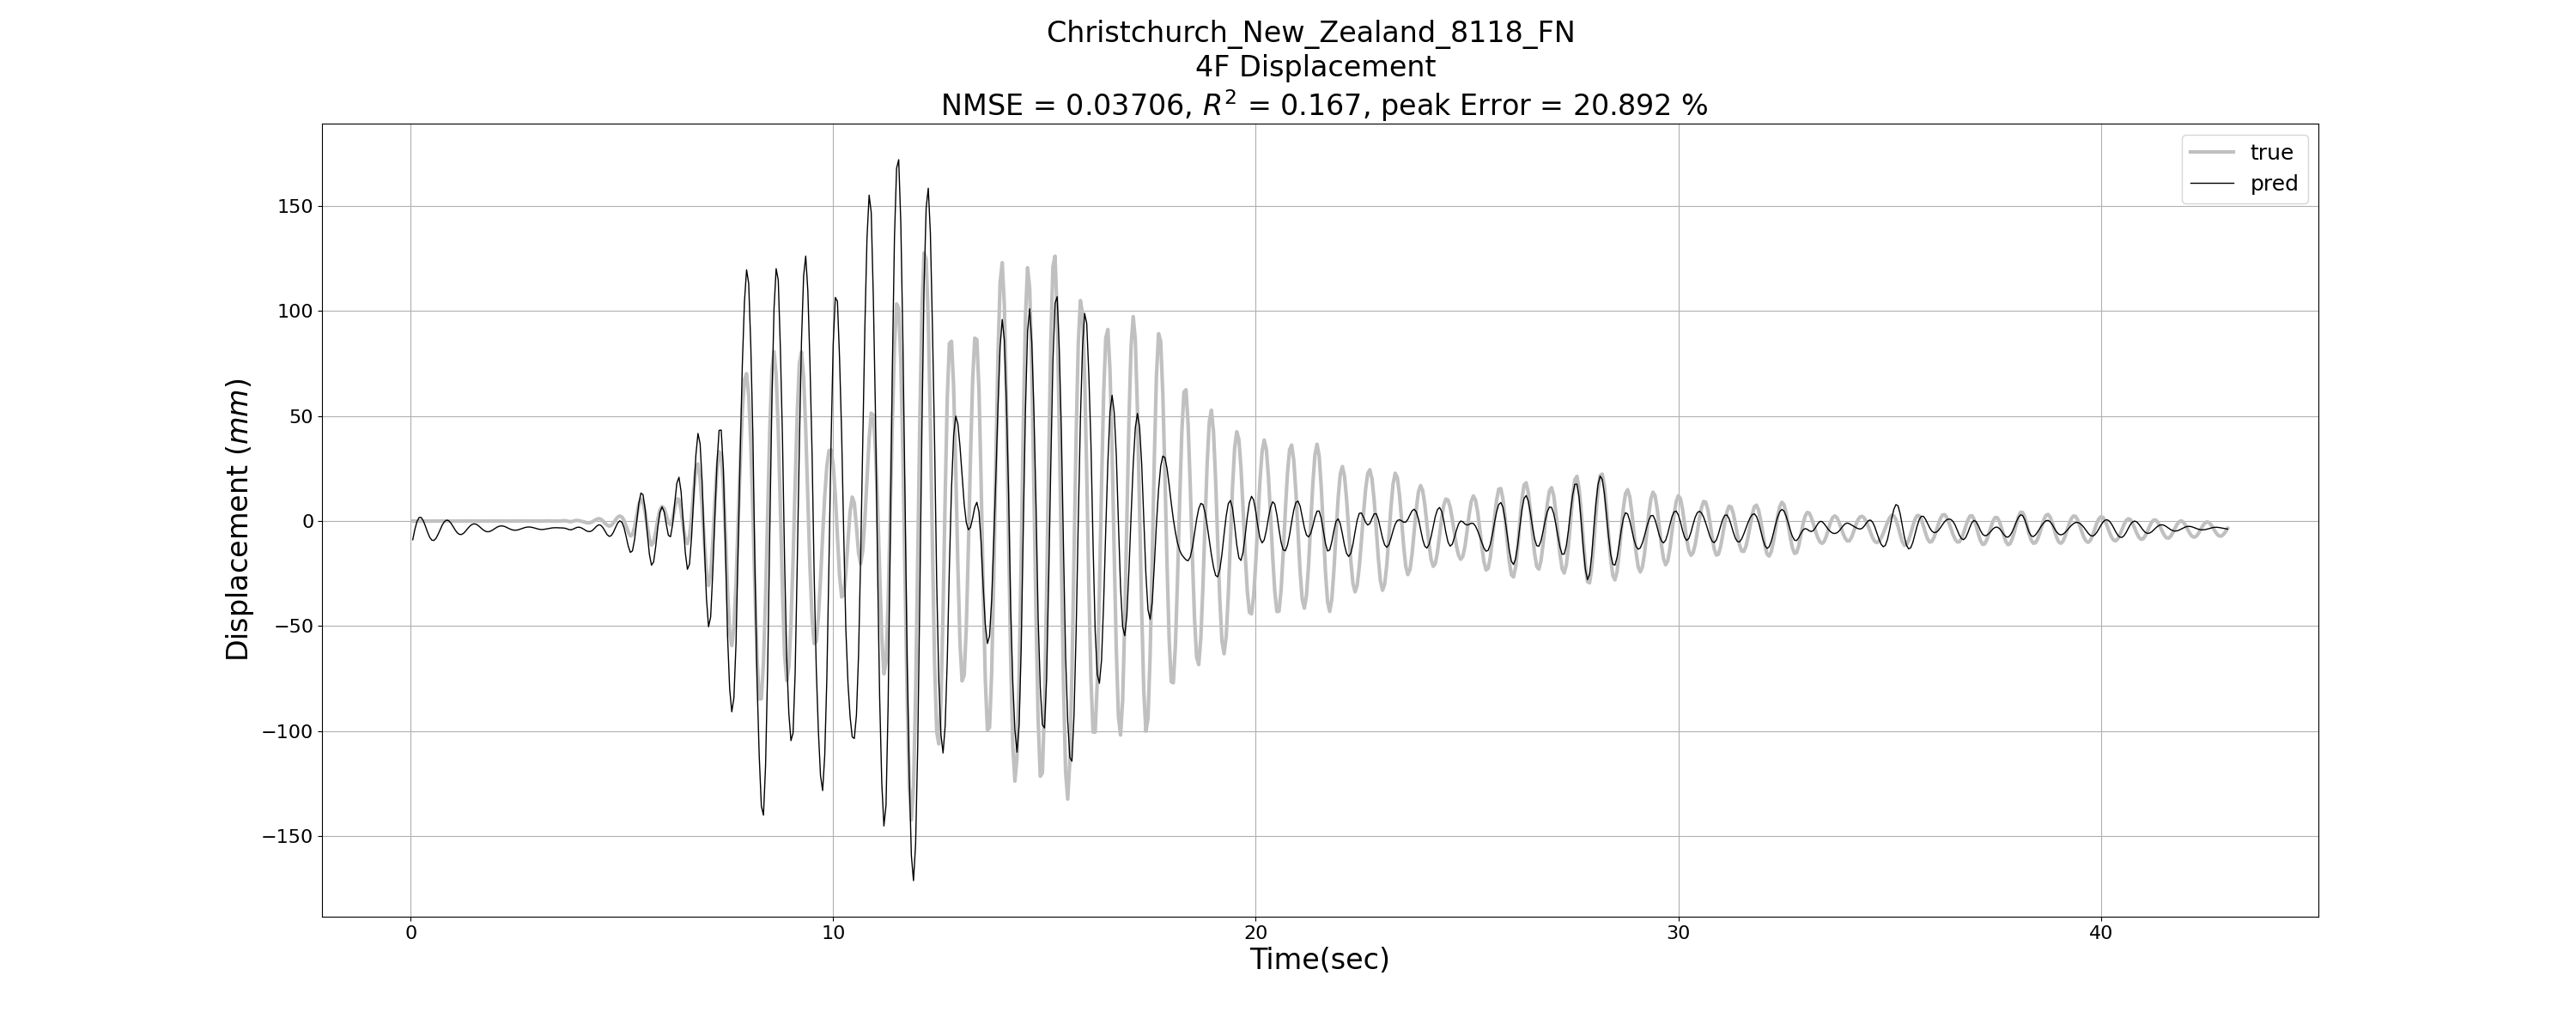 Christchurch_New_Zealand_8118_FN
4F Displacement
NMSE = 0.03706, R² = 0.167, peak Error = 20.892 %
true
pred
150
100
50
0
−50
−100
−150
Displacement (mm)
0 10 20 30 40
Time(sec)